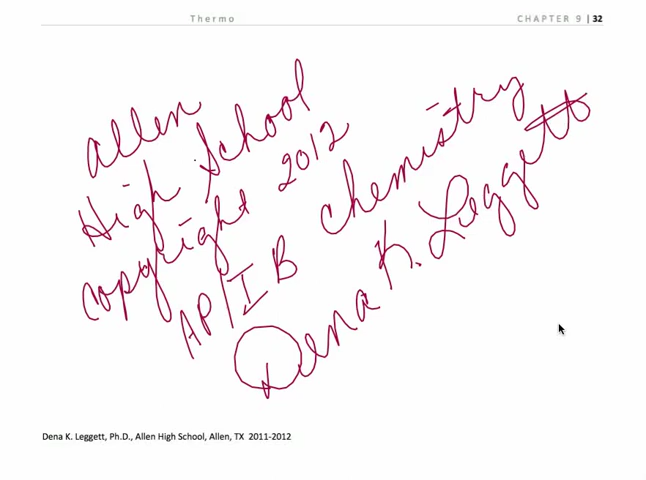 Thermo CHAPTER 9 | 32
Allen
High School
copyright 2012
AP/IB Chemistry
Deena K. Leggett
Dena K. Leggett, Ph.D., Allen High School, Allen, TX 2011-2012